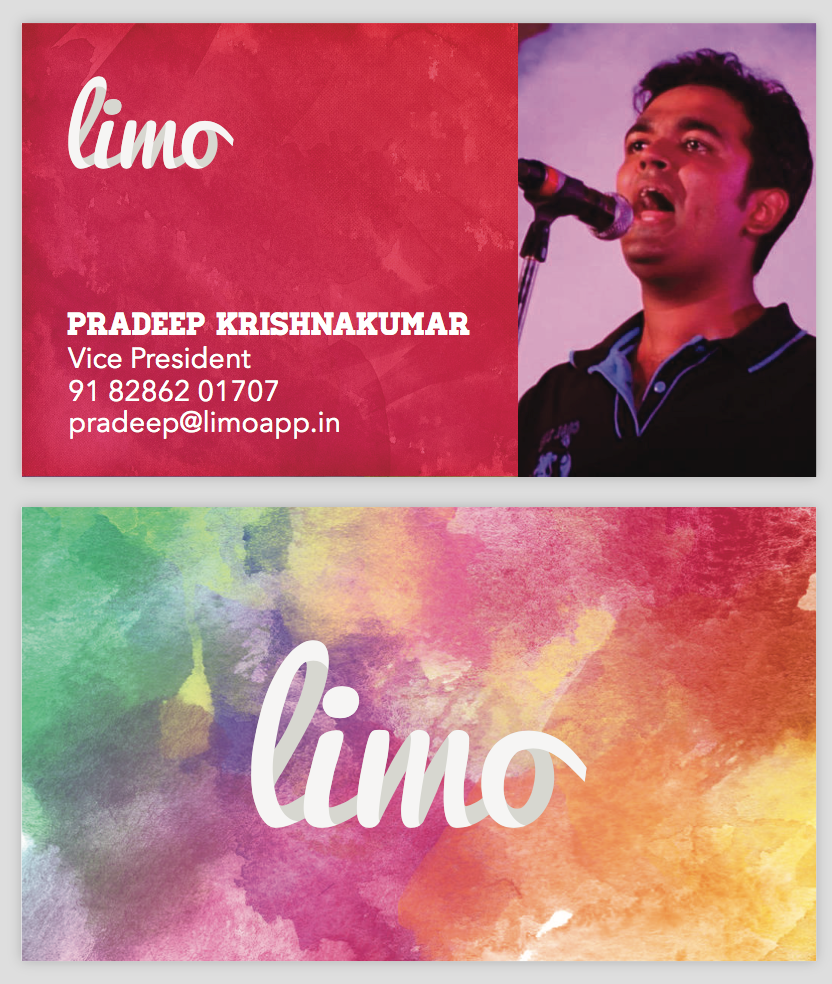 limo
PRADEEP KRISHNAKUMAR
Vice President
91 82862 01707
pradeep@limoapp.in
limo